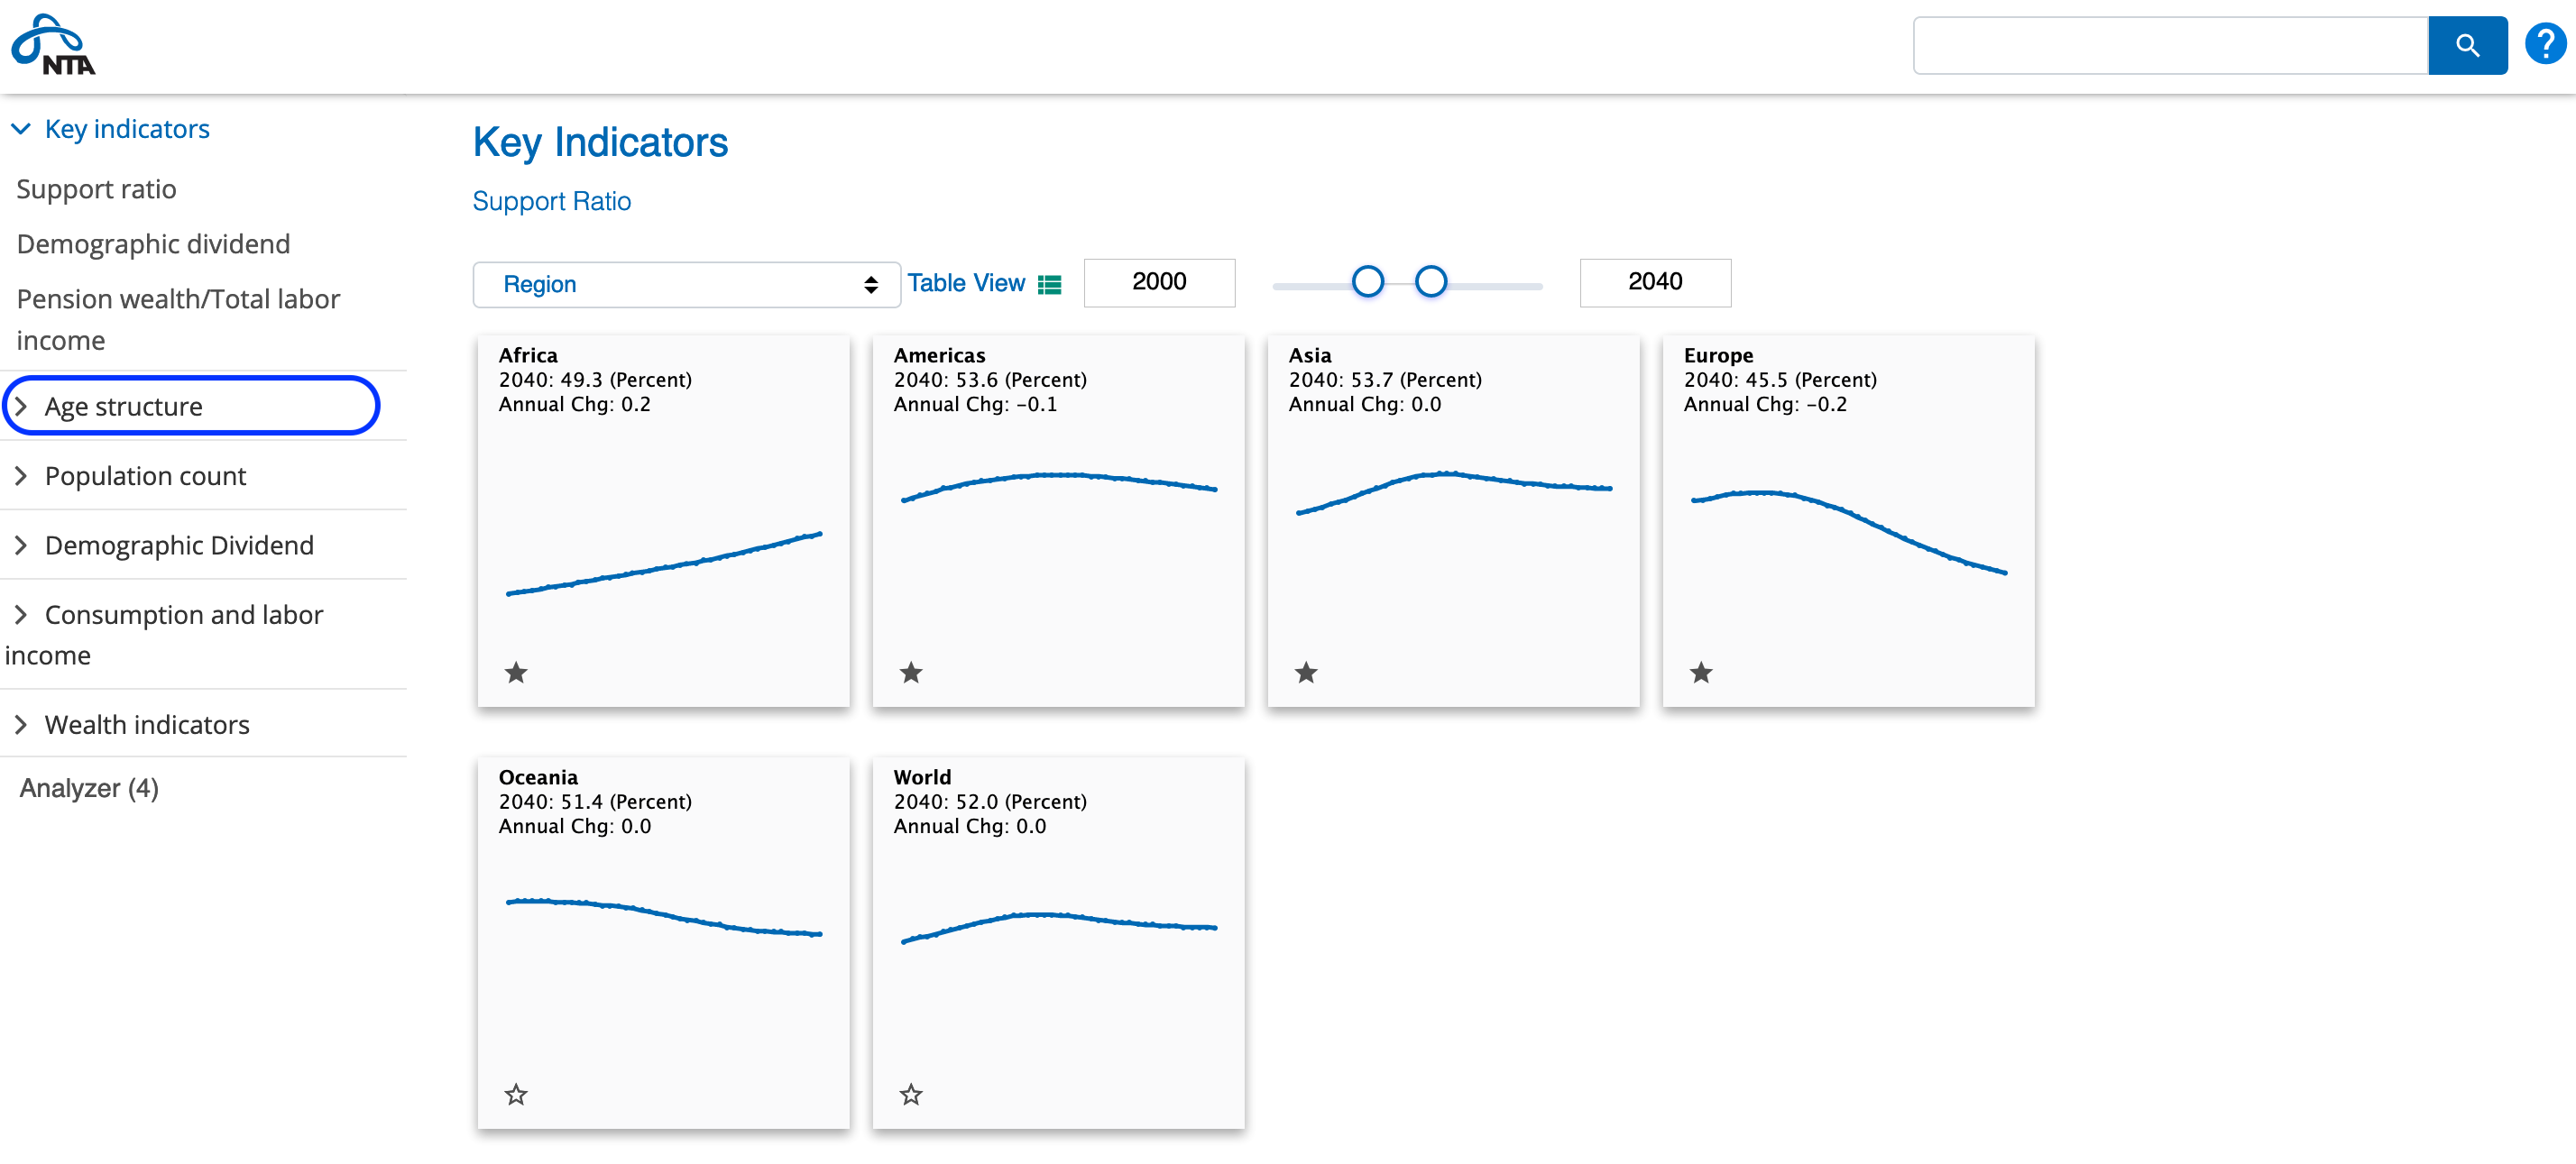 NTA
Key indicators
Support ratio
Demographic dividend
Pension wealth/Total labor
income
Age structure
Population count
Demographic Dividend
Consumption and labor
income
Wealth indicators
Analyzer (4)
Key Indicators
Support Ratio
Region
Table View
2000
2040
Africa
2040: 49.3 (Percent)
Annual Chg: 0.2
Americas
2040: 53.6 (Percent)
Annual Chg: −0.1
Asia
2040: 53.7 (Percent)
Annual Chg: 0.0
Europe
2040: 45.5 (Percent)
Annual Chg: −0.2
Oceania
2040: 51.4 (Percent)
Annual Chg: 0.0
World
2040: 52.0 (Percent)
Annual Chg: 0.0